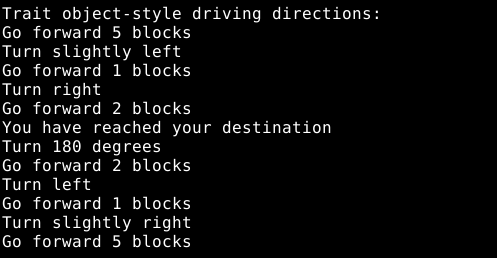 Trait object-style driving directions:
Go forward 5 blocks
Turn slightly left
Go forward 1 blocks
Turn right
Go forward 2 blocks
You have reached your destination
Turn 180 degrees
Go forward 2 blocks
Turn left
Go forward 1 blocks
Turn slightly right
Go forward 5 blocks